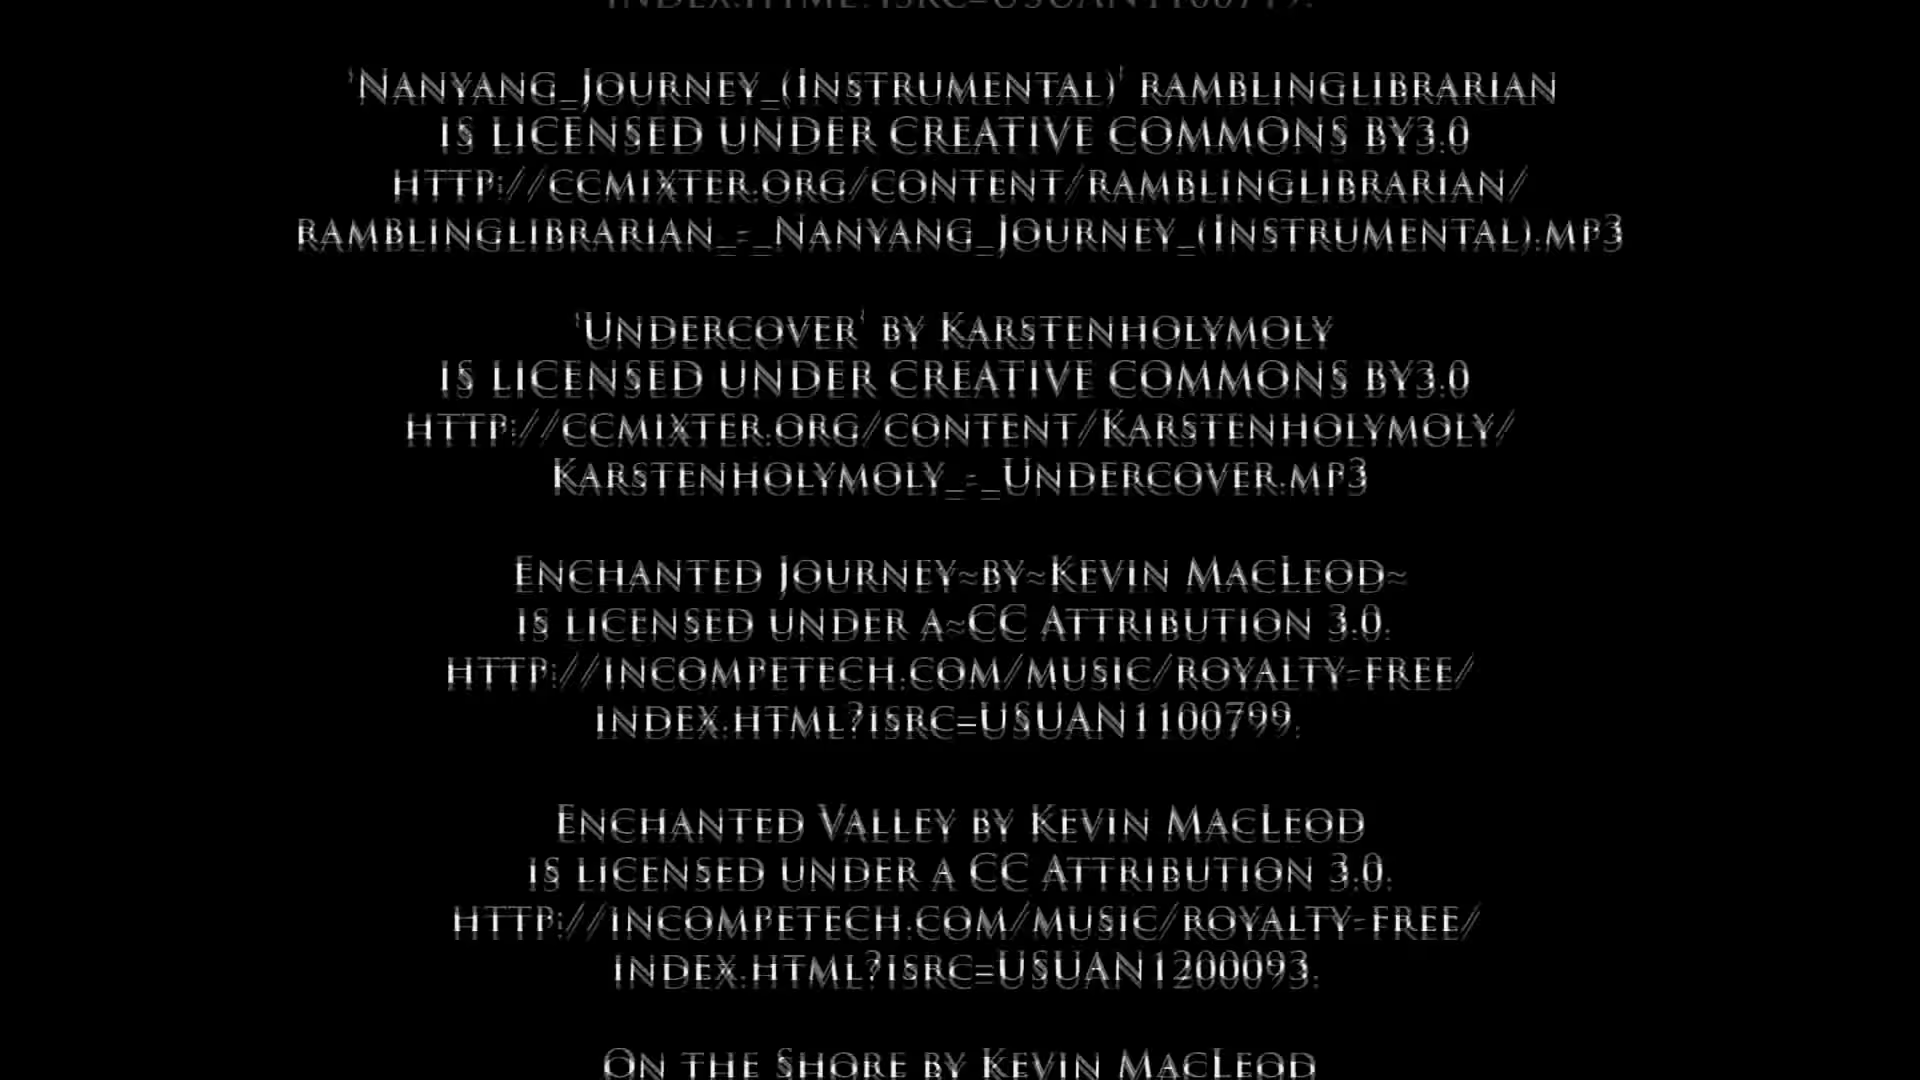 INDEX.HTML?ISRC=USUAN1100719.
'Nanyang_Journey_(Instrumental)' ramblinglibrarian
is licensed under creative commons by3.0
http://ccmixter.org/content/ramblinglibrarian/
ramblinglibrarian_-_Nanyang_Journey_(Instrumental).mp3
'Undercover' by Karstenholymoly
is licensed under creative commons by3.0
http://ccmixter.org/content/Karstenholymoly/
Karstenholymoly_-_Undercover.mp3
Enchanted Journey~by~Kevin MacLeod~
is licensed under a~CC Attribution 3.0.
http://incompetech.com/music/royalty-free/
index.html?isrc=USUAN1100799.
Enchanted Valley by Kevin MacLeod
is licensed under a CC Attribution 3.0.
http://incompetech.com/music/royalty-free/
index.html?isrc=USUAN1200093.
On the Shore by Kevin MacLeod